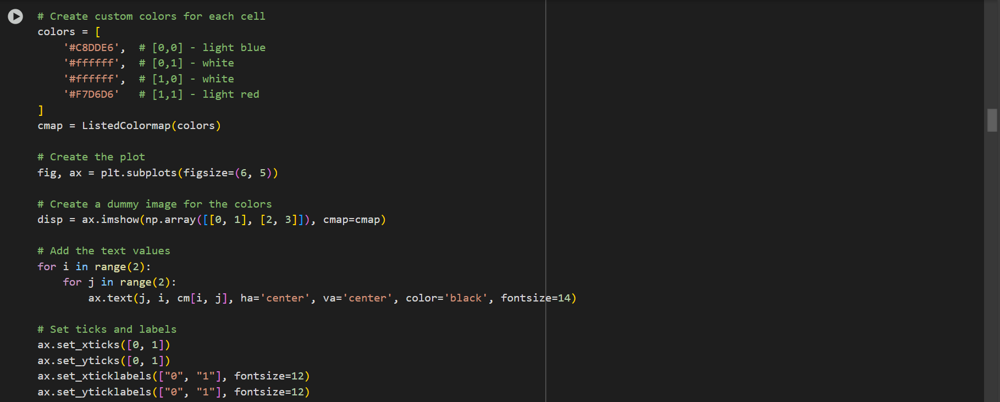 # Create custom colors for each cell
colors = [
    '#C8DDE6',  # [0,0] - light blue
    '#ffffff',  # [0,1] - white
    '#ffffff',  # [1,0] - white
    '#F7D6D6'   # [1,1] - light red
]
cmap = ListedColormap(colors)

# Create the plot
fig, ax = plt.subplots(figsize=(6, 5))

# Create a dummy image for the colors
disp = ax.imshow(np.array([[0, 1], [2, 3]]), cmap=cmap)

# Add the text values
for i in range(2):
    for j in range(2):
        ax.text(j, i, cm[i, j], ha='center', va='center', color='black', fontsize=14)

# Set ticks and labels
ax.set_xticks([0, 1])
ax.set_yticks([0, 1])
ax.set_xticklabels(["0", "1"], fontsize=12)
ax.set_yticklabels(["0", "1"], fontsize=12)